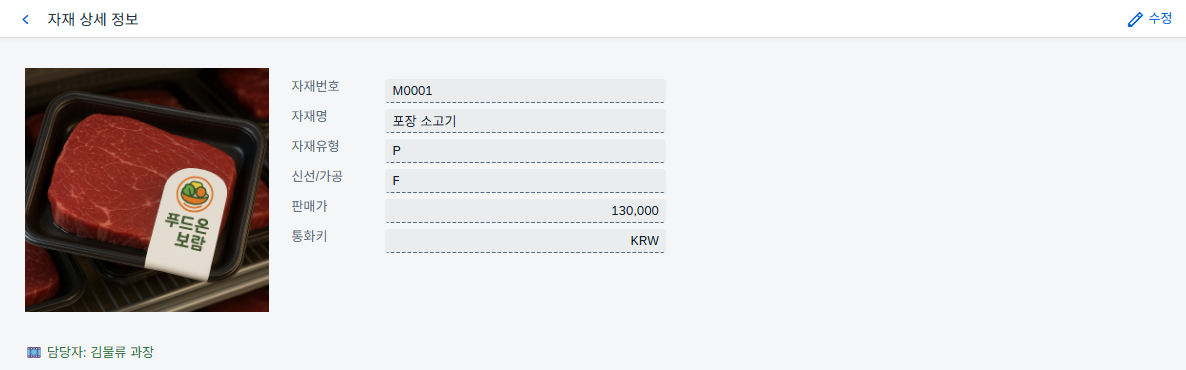 자재 상세 정보
수정
푸드온
보람
자재번호 M0001
자재명 포장 소고기
자재유형 P
신선/가공 F
판매가 130,000
통화키 KRW
담당자: 김물류 과장